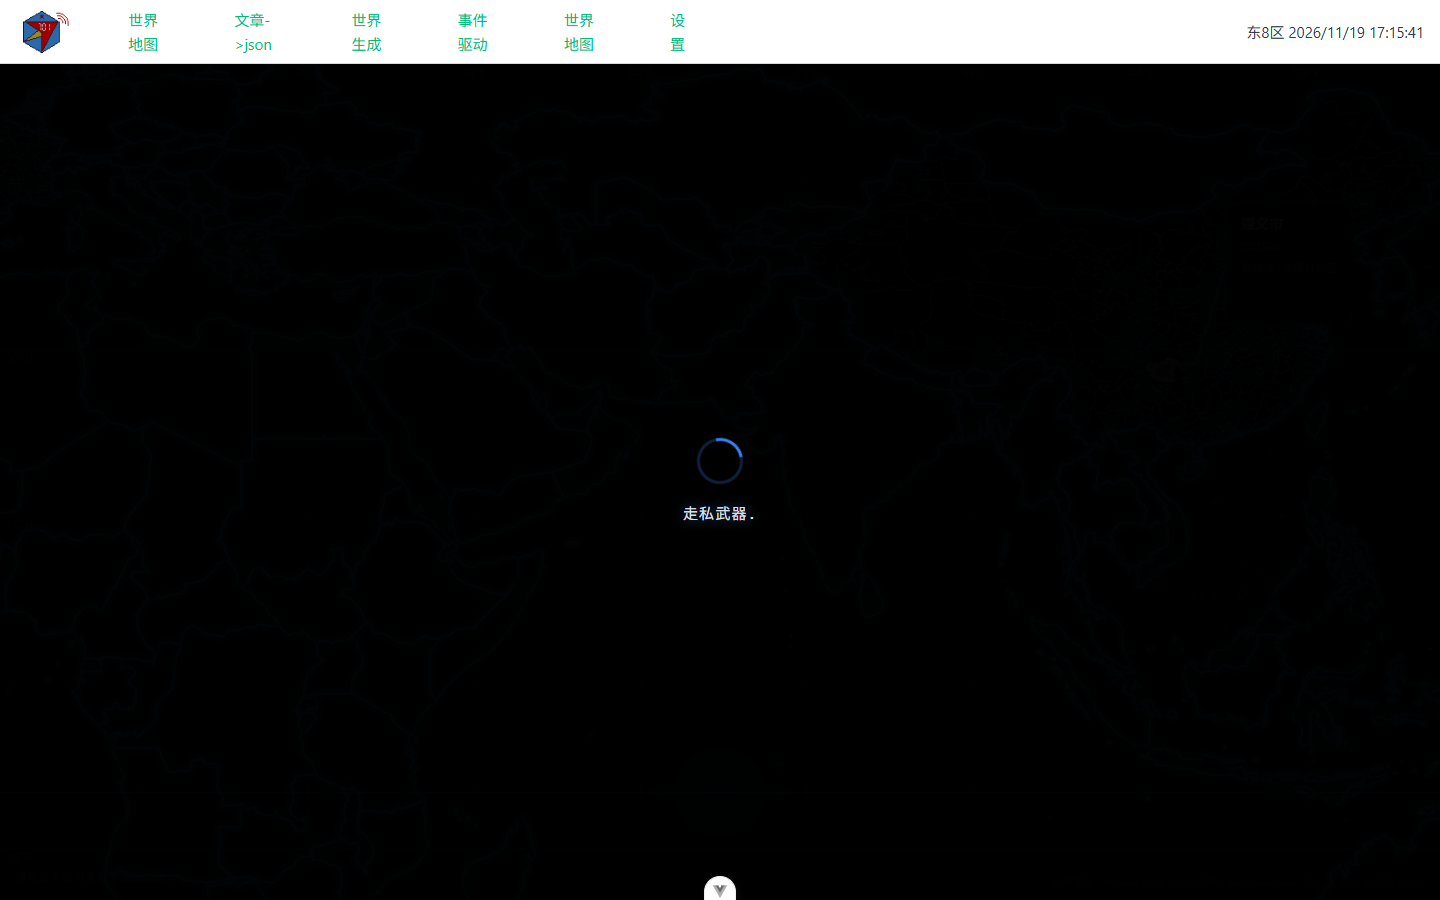 世界
地图
文章-
>json
世界
生成
事件
驱动
世界
地图
设
置
东8区 2026/11/19 17:15:41
走私武器.